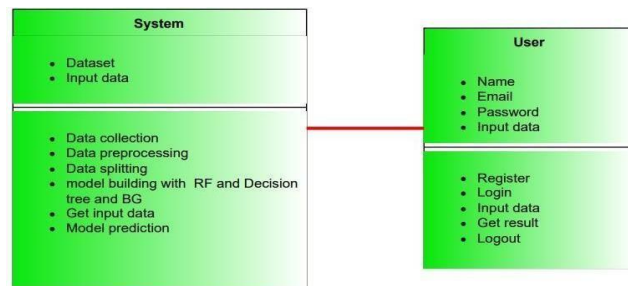 System
• Dataset
• Input data
• Data collection
• Data preprocessing
• Data splitting
• model building with RF and Decision
tree and BG
• Get input data
• Model prediction
User
• Name
• Email
• Password
• Input data
• Register
• Login
• Input data
• Get result
• Logout